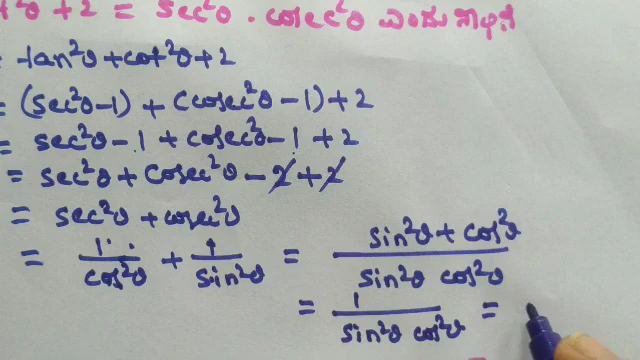 ²θ + 2 = sec²θ . cosec²θ ಎಂದು ಸಾಧಿಸಿ
= tan²θ + cot²θ + 2
= (sec²θ - 1) + (cosec²θ - 1) + 2
= sec²θ - 1 + cosec²θ - 1 + 2
= sec²θ + cosec²θ - 2 + 2
= sec²θ + cosec²θ
= 1/cos²θ + 1/sin²θ = sin²θ + cos²θ/sin²θ cos²θ
= 1/sin²θ cos²θ =